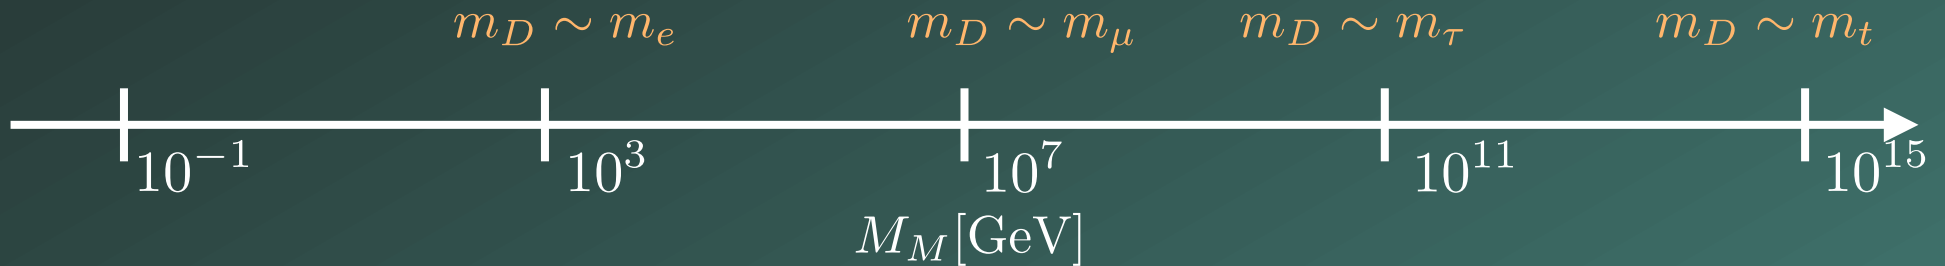 m_D ∼ m_e m_D ∼ m_μ m_D ∼ m_τ m_D ∼ m_t
10^{−1} 10^3 10^7 10^{11} 10^{15}
M_M[GeV]